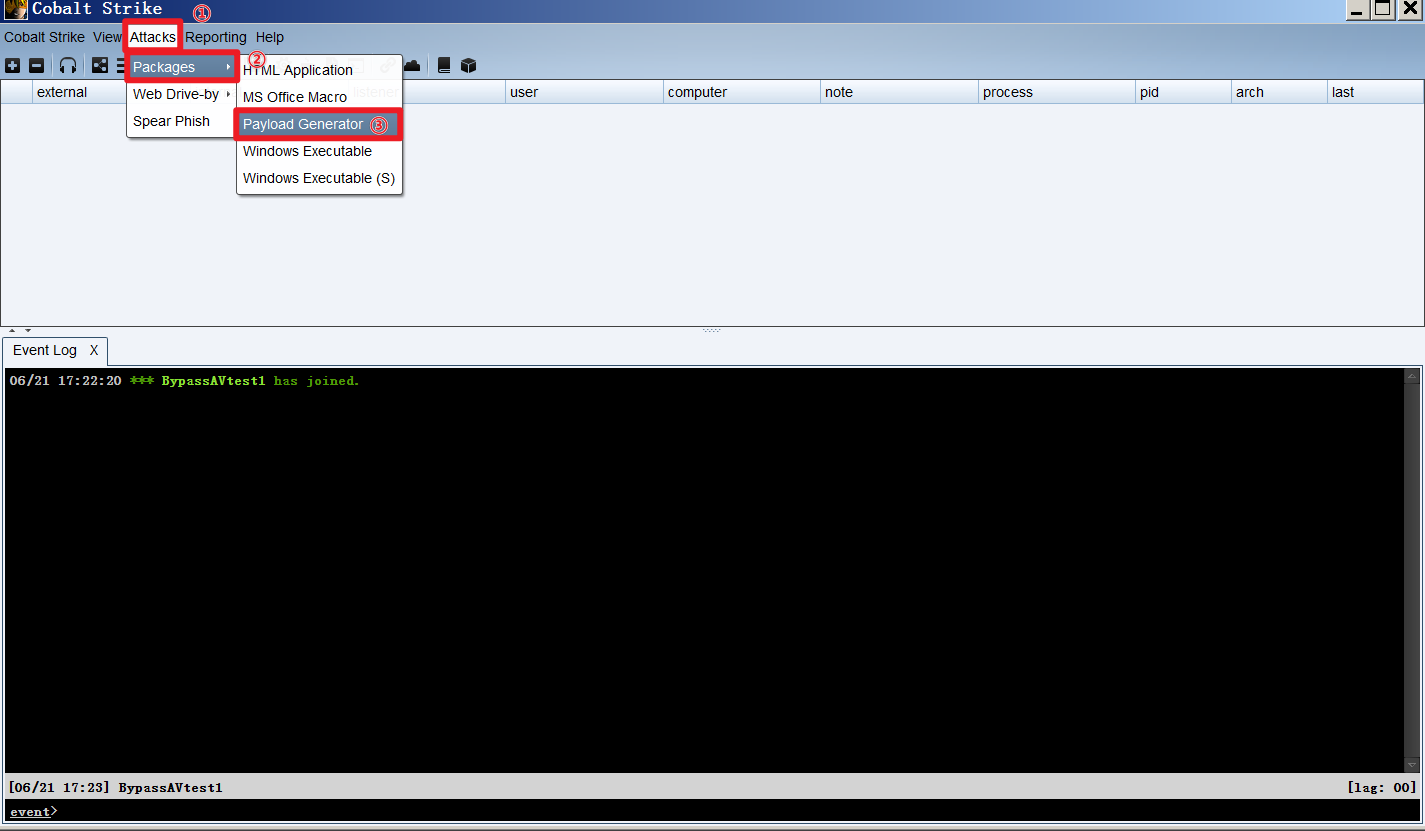 Cobalt Strike
①
Cobalt Strike View Attacks Reporting Help
②
Packages
HTML Application
Web Drive-by
MS Office Macro
Spear Phish
Payload Generator ③
Windows Executable
Windows Executable (S)
external listener user computer note process pid arch last
Event Log X
06/21 17:22:20 *** BypassAVtest1 has joined.
[06/21 17:23] BypassAVtest1 [lag: 00]
event>